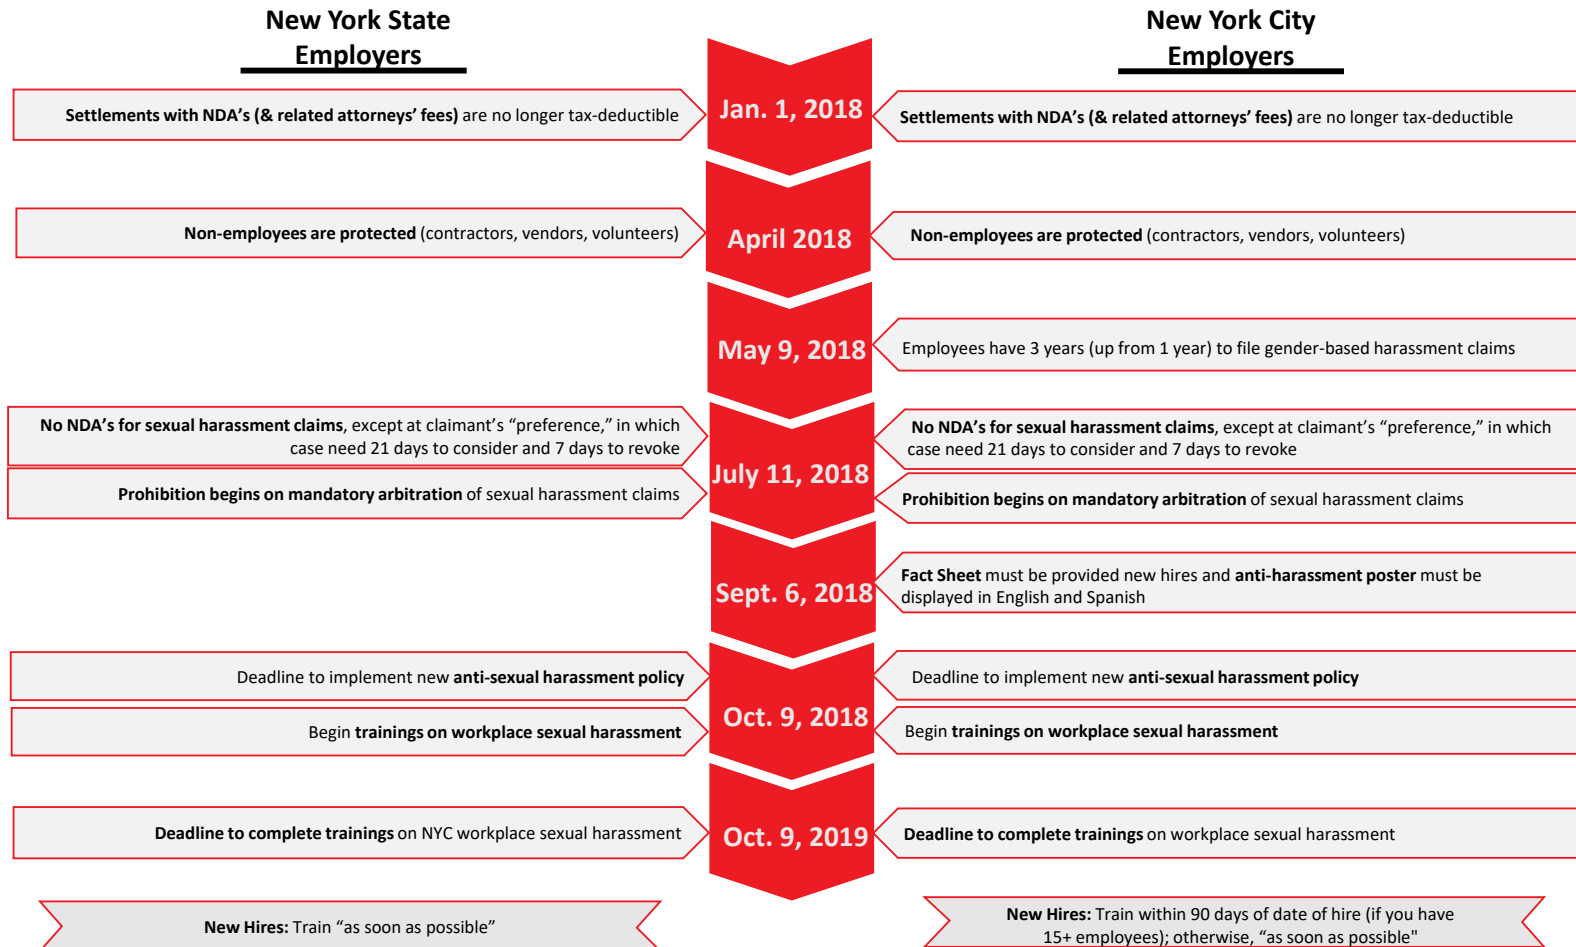 New York State
Employers
New York City
Employers
Settlements with NDA's (& related attorneys' fees) are no longer tax-deductible
Jan. 1, 2018
Settlements with NDA's (& related attorneys' fees) are no longer tax-deductible
Non-employees are protected (contractors, vendors, volunteers)
April 2018
Non-employees are protected (contractors, vendors, volunteers)
May 9, 2018
Employees have 3 years (up from 1 year) to file gender-based harassment claims
No NDA's for sexual harassment claims, except at claimant's “preference,” in which
case need 21 days to consider and 7 days to revoke
Prohibition begins on mandatory arbitration of sexual harassment claims
July 11, 2018
No NDA's for sexual harassment claims, except at claimant's “preference,” in which
case need 21 days to consider and 7 days to revoke
Prohibition begins on mandatory arbitration of sexual harassment claims
Sept. 6, 2018
Fact Sheet must be provided new hires and anti-harassment poster must be
displayed in English and Spanish
Deadline to implement new anti-sexual harassment policy
Begin trainings on workplace sexual harassment
Oct. 9, 2018
Deadline to implement new anti-sexual harassment policy
Begin trainings on workplace sexual harassment
Deadline to complete trainings on NYC workplace sexual harassment
Oct. 9, 2019
Deadline to complete trainings on workplace sexual harassment
New Hires: Train “as soon as possible”
New Hires: Train within 90 days of date of hire (if you have
15+ employees); otherwise, “as soon as possible"